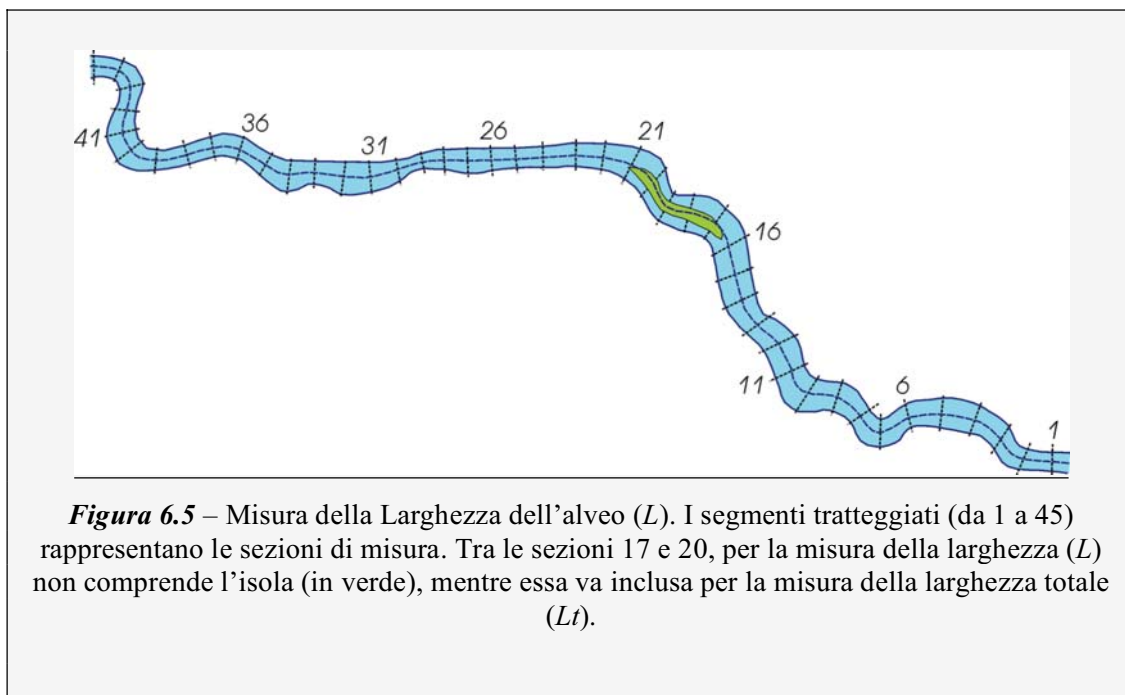 36
41
31
26
21
16
11
6
1
Figura 6.5 – Misura della Larghezza dell’alveo (L). I segmenti tratteggiati (da 1 a 45)
rappresentano le sezioni di misura. Tra le sezioni 17 e 20, per la misura della larghezza (L)
non comprende l’isola (in verde), mentre essa va inclusa per la misura della larghezza totale
(Lt).